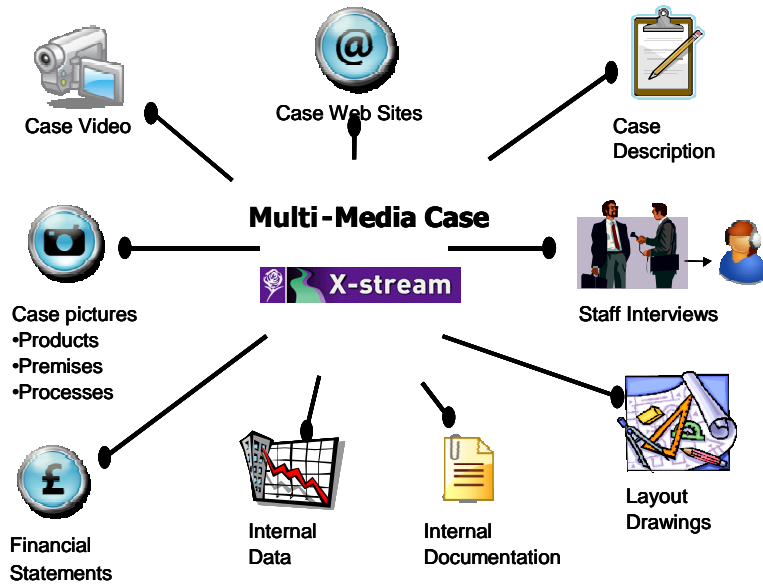 @
Case Video
Case Web Sites
Case
Description
Multi-Media Case
X-stream
Case pictures
•Products
•Premises
•Processes
Staff Interviews
£
Financial
Statements
Internal
Data
Internal
Documentation
Layout
Drawings